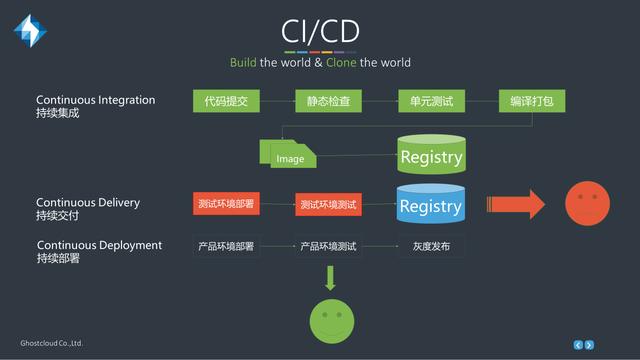 CI/CD
Build the world & Clone the world
Continuous Integration
持续集成
代码提交
静态检查
单元测试
编译打包
Image
Registry
Continuous Delivery
持续交付
测试环境部署
测试环境测试
Registry
Continuous Deployment
持续部署
产品环境部署
产品环境测试
灰度发布
Ghostcloud Co.,Ltd.